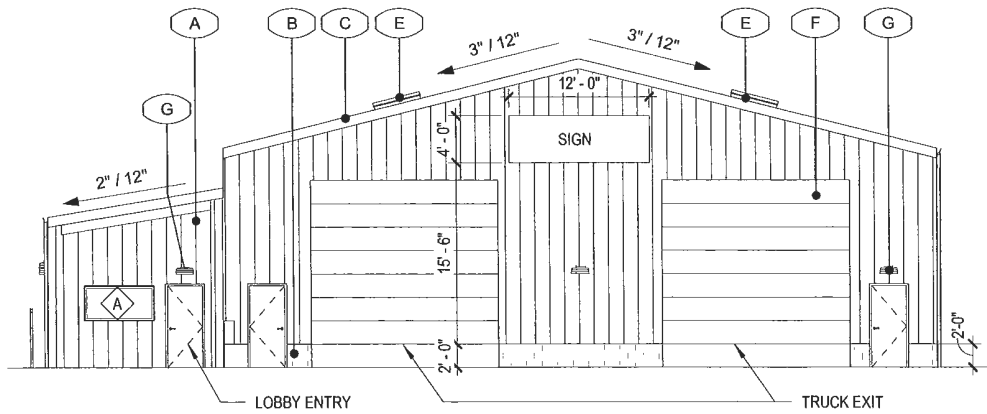 A
B
C
E
E
F
G
3" / 12"
3" / 12"
G
12' - 0"
4' - 0"
SIGN
2" / 12"
15' - 6"
A
2' - 0"
2'-0"
LOBBY ENTRY
TRUCK EXIT